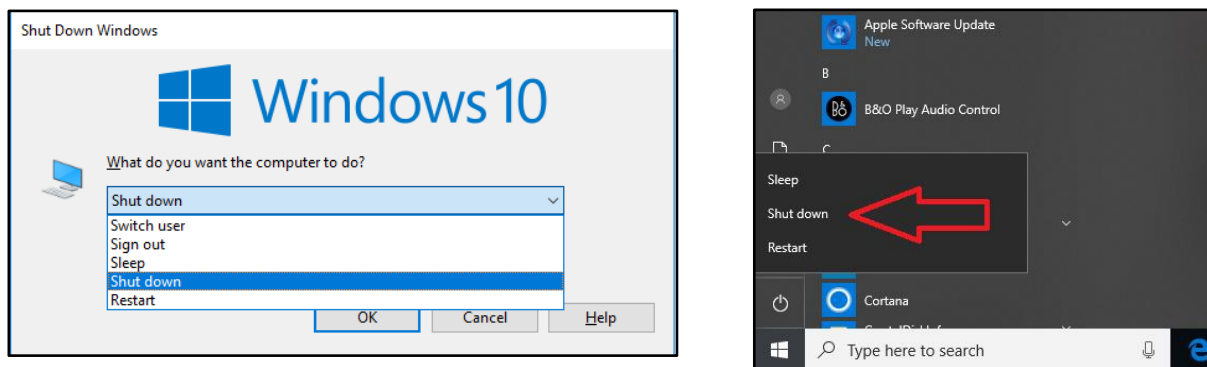 Shut Down Windows
Windows 10
What do you want the computer to do?
Shut down
Switch user
Sign out
Sleep
Shut down
Restart
OK
Cancel
Help
Apple Software Update
New
B
B&O Play Audio Control
C
Sleep
Shut down
Restart
Cortana
Type here to search